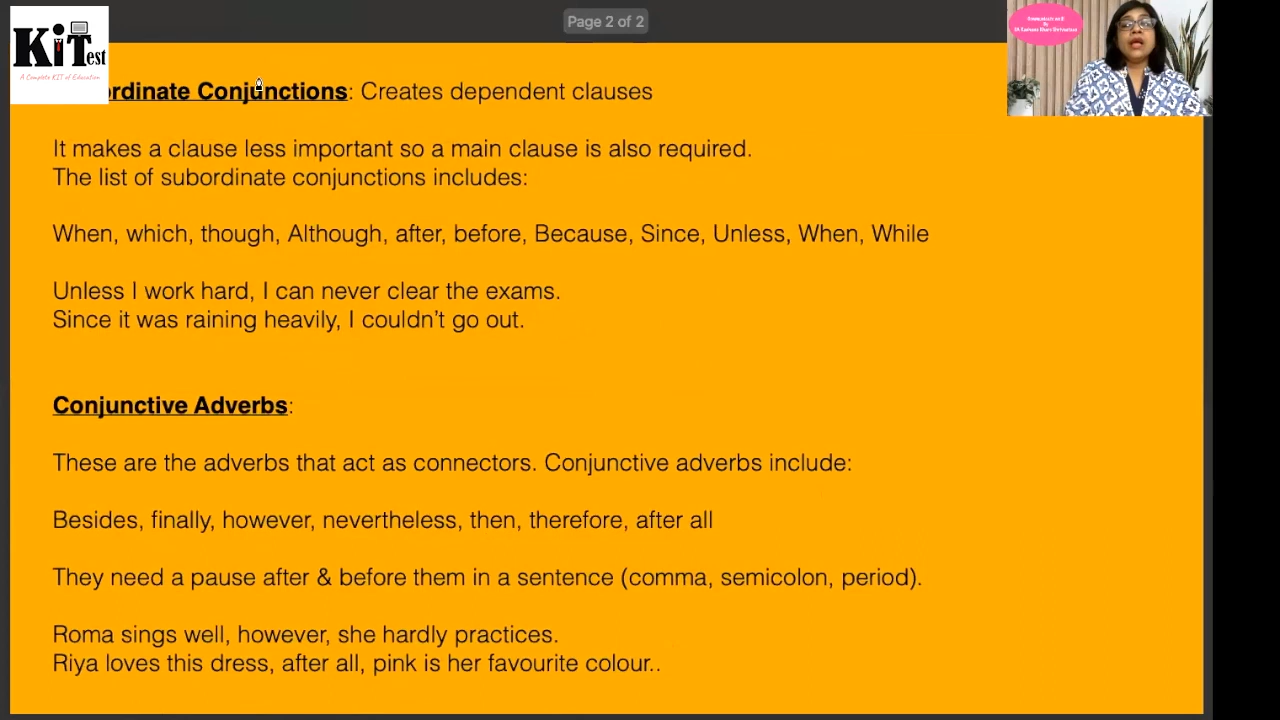 Page 2 of 2
KiTest
A Complete KIT of Education
ordinate Conjunctions: Creates dependent clauses
It makes a clause less important so a main clause is also required.
The list of subordinate conjunctions includes:
When, which, though, Although, after, before, Because, Since, Unless, When, While
Unless I work hard, I can never clear the exams.
Since it was raining heavily, I couldn’t go out.
Conjunctive Adverbs:
These are the adverbs that act as connectors. Conjunctive adverbs include:
Besides, finally, however, nevertheless, then, therefore, after all
They need a pause after & before them in a sentence (comma, semicolon, period).
Roma sings well, however, she hardly practices.
Riya loves this dress, after all, pink is her favourite colour..